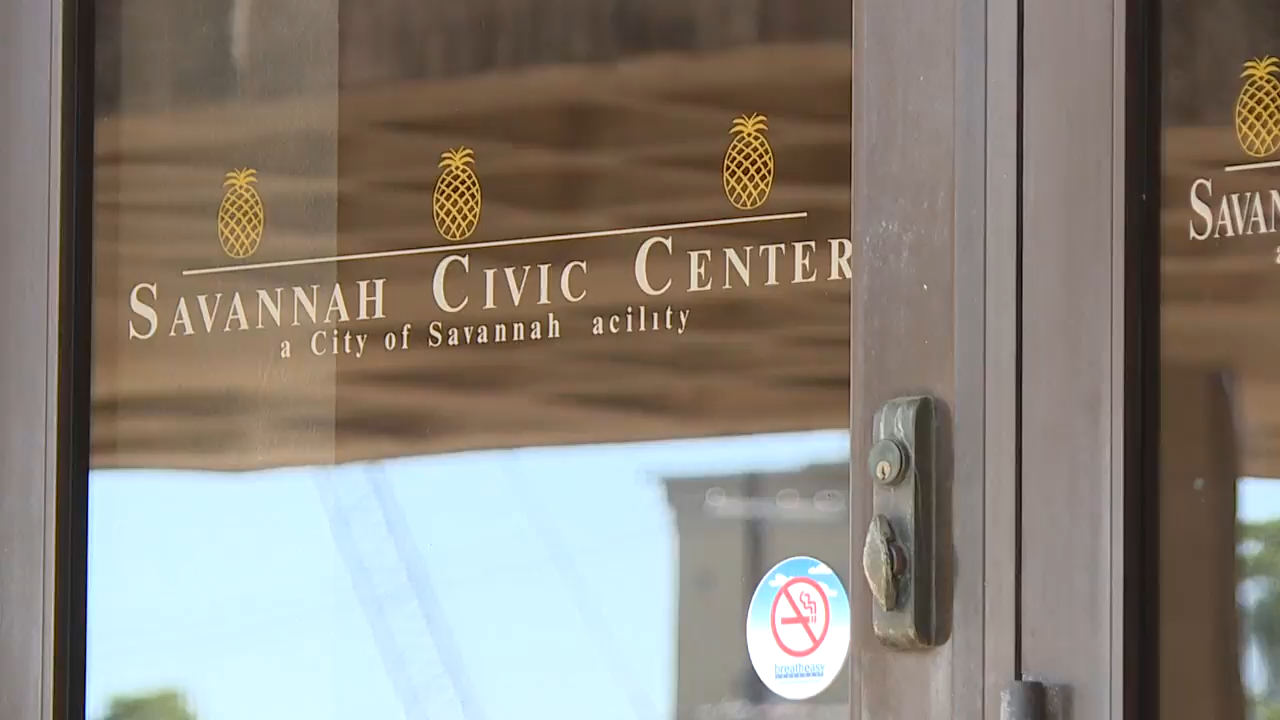 SAVANNAH CIVIC CENTER
a City of Savannah acility
breatheasy
SAVAN
a